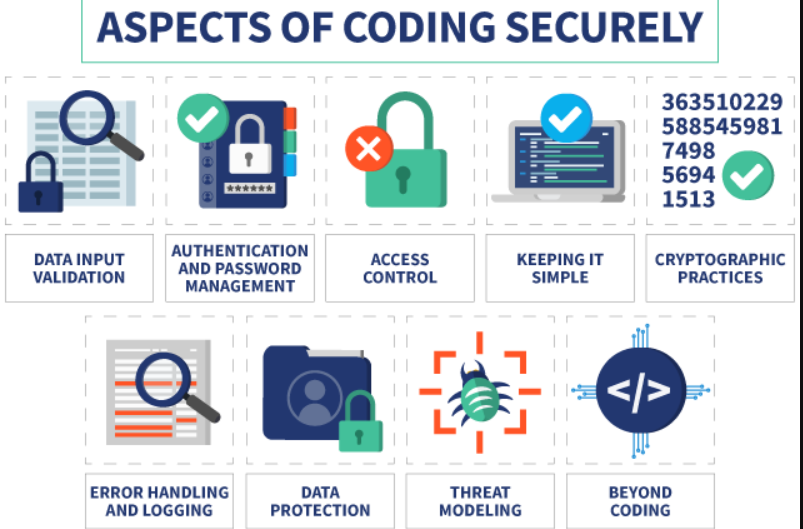 ASPECTS OF CODING SECURELY
363510229
588545981
7498
5694
1513
******
DATA INPUT
VALIDATION
AUTHENTICATION
AND PASSWORD
MANAGEMENT
ACCESS
CONTROL
KEEPING IT
SIMPLE
CRYPTOGRAPHIC
PRACTICES
</>
ERROR HANDLING
AND LOGGING
DATA
PROTECTION
THREAT
MODELING
BEYOND
CODING